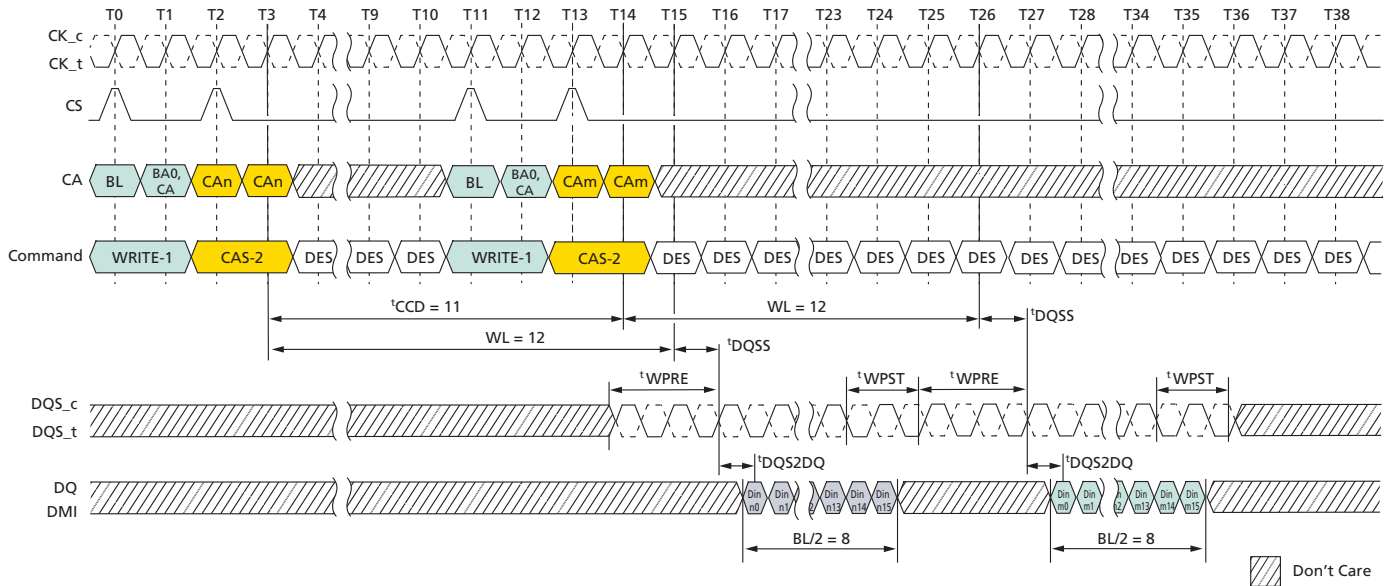 T0 T1 T2 T3 T4 T9 T10 T11 T12 T13 T14 T15 T16 T17 T23 T24 T25 T26 T27 T28 T34 T35 T36 T37 T38
CK_c
CK_t
CS
CA BL BA0, CA CAn CAn BL BA0, CA CAm CAm
Command WRITE-1 CAS-2 DES DES DES WRITE-1 CAS-2 DES DES DES DES DES DES DES DES DES DES DES DES DES DES
tCCD = 11 WL = 12 tDQSS
WL = 12 tDQSS
tWPRE tWPST tWPRE tWPST
DQS_c
DQS_t
tDQS2DQ tDQS2DQ
DQ
DMI
Din n0 Din n1 Din n13 Din n14 Din n15 Din m0 Din m1 Din m13 Din m14 Din m15
BL/2 = 8 BL/2 = 8
Don't Care